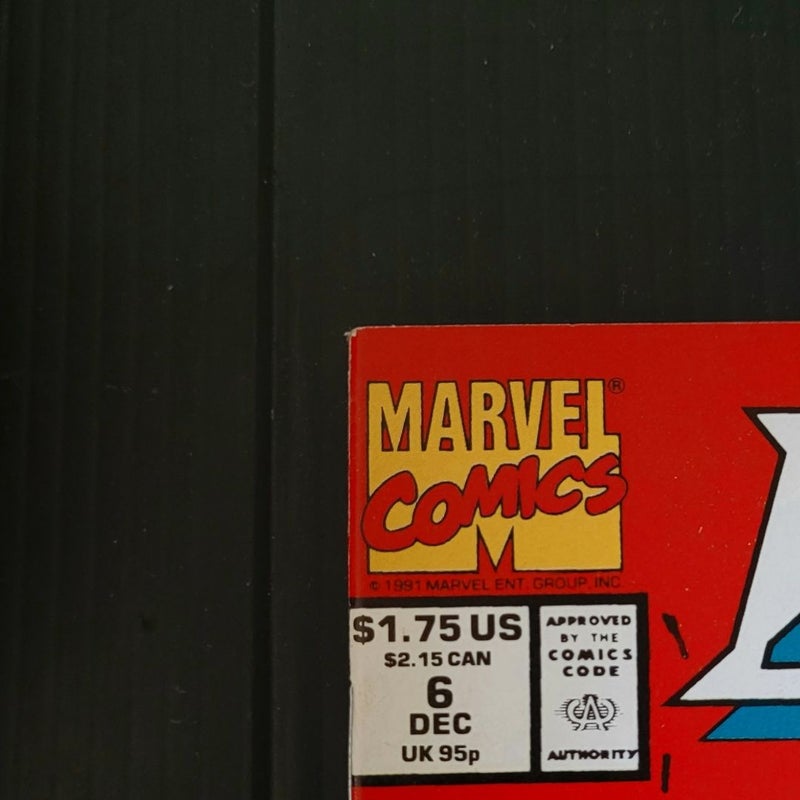 MARVEL®
COMICS
M
© 1991 MARVEL ENT. GROUP, INC.
$1.75 US
$2.15 CAN
6
DEC
UK 95p
APPROVED
BY THE
COMICS
CODE
CA
AUTHORITY